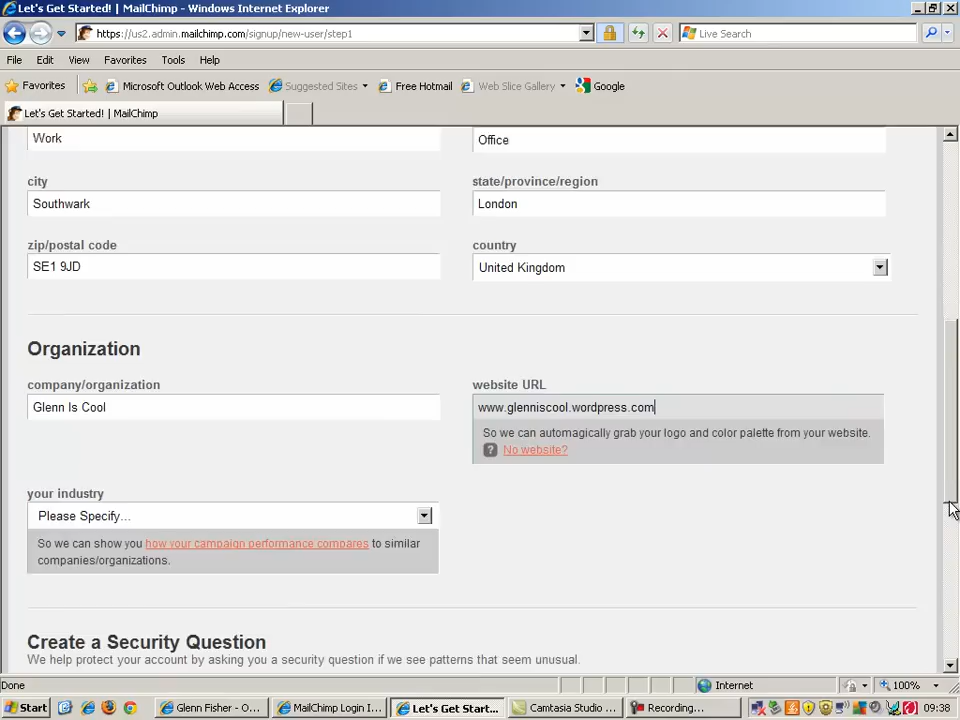 Let's Get Started! | MailChimp - Windows Internet Explorer
https://us2.admin.mailchimp.com/signup/new-user/step1
Live Search
File Edit View Favorites Tools Help
Favorites Microsoft Outlook Web Access Suggested Sites Free Hotmail Web Slice Gallery Google
Let's Get Started! | MailChimp
Work
Office
city
state/province/region
Southwark
London
zip/postal code
country
SE1 9JD
United Kingdom
Organization
company/organization
website URL
Glenn Is Cool
www.glenniscool.wordpress.com
So we can automagically grab your logo and color palette from your website.
? No website?
your industry
Please Specify...
So we can show you how your campaign performance compares to similar
companies/organizations.
Create a Security Question
We help protect your account by asking you a security question if we see patterns that seem unusual.
Done
Internet
100%
Start
Glenn Fisher - O...
MailChimp Login I...
Let's Get Start...
Camtasia Studio ...
Recording...
09:38